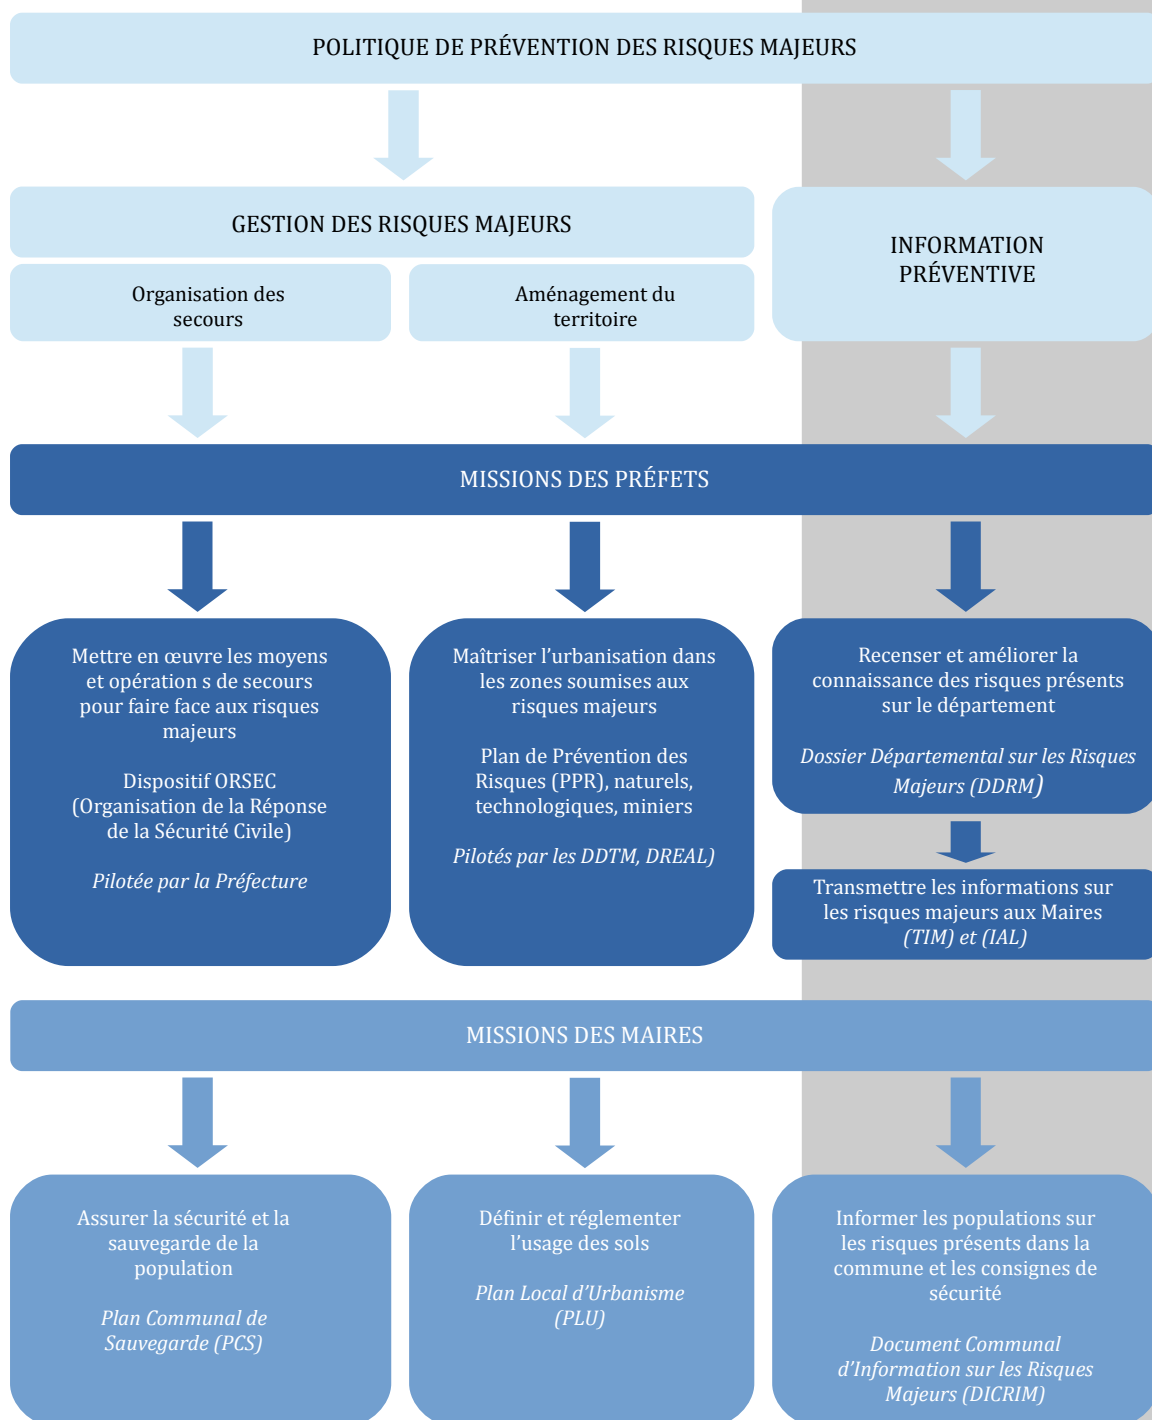 POLITIQUE DE PRÉVENTION DES RISQUES MAJEURS
GESTION DES RISQUES MAJEURS
Organisation des
secours
Aménagement du
territoire
INFORMATION
PRÉVENTIVE
MISSIONS DES PRÉFETS
Mettre en œuvre les moyens
et opération s de secours
pour faire face aux risques
majeurs
Dispositif ORSEC
(Organisation de la Réponse
de la Sécurité Civile)
Pilotée par la Préfecture
Maîtriser l’urbanisation dans
les zones soumises aux
risques majeurs
Plan de Prévention des
Risques (PPR), naturels,
technologiques, miniers
Pilotés par les DDTM, DREAL)
Recenser et améliorer la
connaissance des risques présents
sur le département
Dossier Départemental sur les Risques
Majeurs (DDRM)
Transmettre les informations sur
les risques majeurs aux Maires
(TIM) et (IAL)
MISSIONS DES MAIRES
Assurer la sécurité et la
sauvegarde de la
population
Plan Communal de
Sauvegarde (PCS)
Définir et réglementer
l’usage des sols
Plan Local d’Urbanisme
(PLU)
Informer les populations sur
les risques présents dans la
commune et les consignes de
sécurité
Document Communal
d’Information sur les Risques
Majeurs (DICRIM)